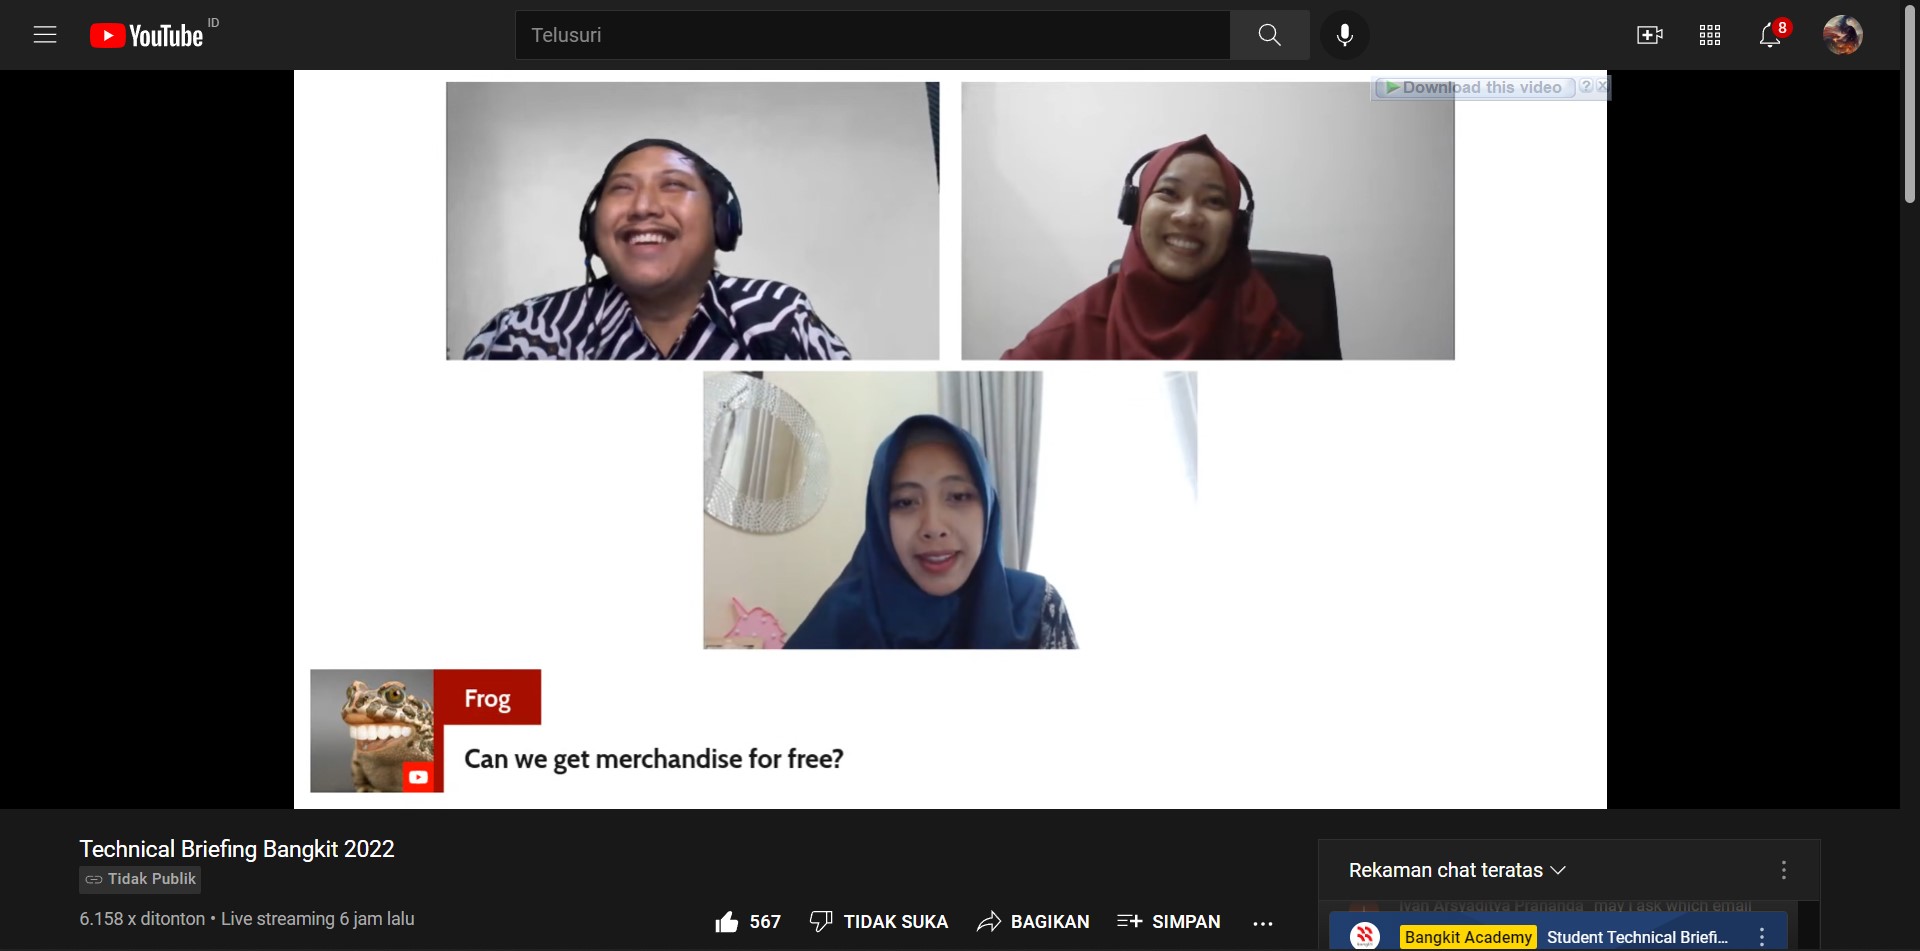 YouTube ID
Telusuri
8
Download this video ? X
Frog
Can we get merchandise for free?
Technical Briefing Bangkit 2022
Tidak Publik
6.158 x ditonton • Live streaming 6 jam lalu
567 TIDAK SUKA BAGIKAN SIMPAN
Rekaman chat teratas
Ivan Arsyaditya Prananda may I ask which email
Bangkit Academy Student Technical Briefi...